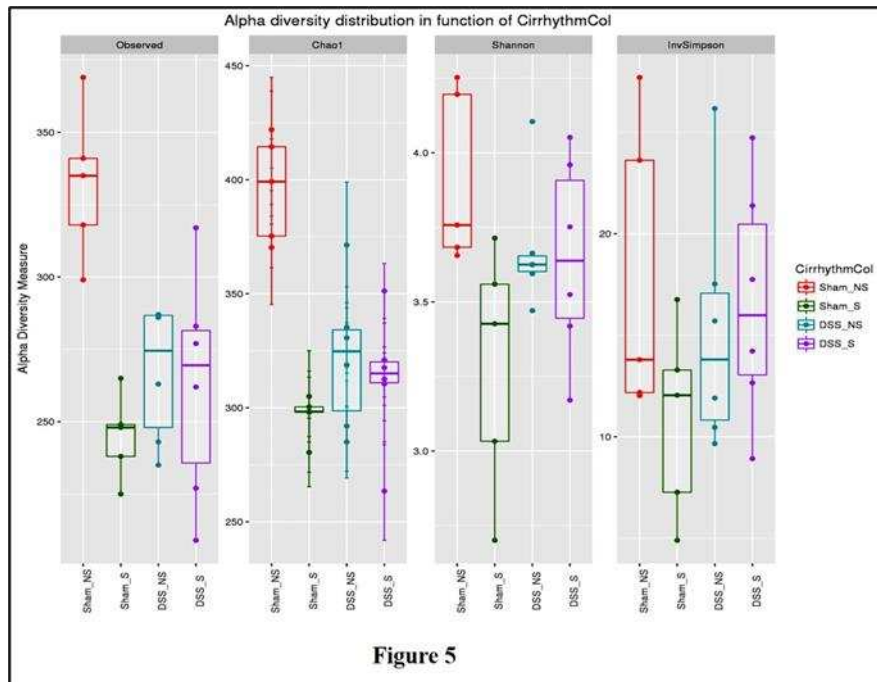 Alpha diversity distribution in function of CirrhythmCol
Observed
Chao1
Shannon
InvSimpson
Alpha Diversity Measure
350
300
250
450
400
350
300
250
4.0
3.5
3.0
20
10
Sham_NS
Sham_S
DSS_NS
DSS_S
Sham_NS
Sham_S
DSS_NS
DSS_S
Sham_NS
Sham_S
DSS_NS
DSS_S
Sham_NS
Sham_S
DSS_NS
DSS_S
CirrhythmCol
Sham_NS
Sham_S
DSS_NS
DSS_S
Figure 5